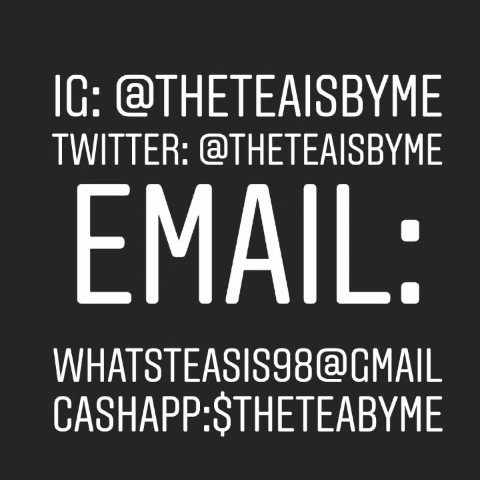 IG: @THETEAISBYME
TWITTER: @THETEAISBYME
EMAIL:
WHATSTEASIS98@GMAIL
CASHAPP:$THETEABYME